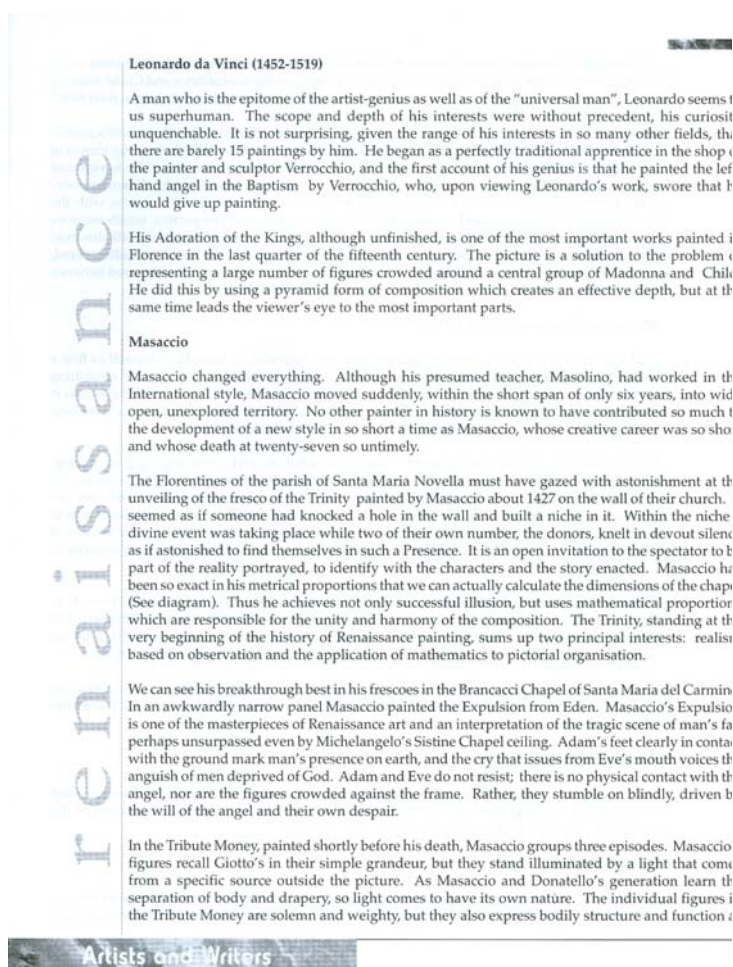 Leonardo da Vinci (1452-1519)
A man who is the epitome of the artist-genius as well as of the “universal man”, Leonardo seems t
us superhuman. The scope and depth of his interests were without precedent, his curiosit
unquenchable. It is not surprising, given the range of his interests in so many other fields, tha
there are barely 15 paintings by him. He began as a perfectly traditional apprentice in the shop o
the painter and sculptor Verrocchio, and the first account of his genius is that he painted the lef
hand angel in the Baptism by Verrocchio, who, upon viewing Leonardo’s work, swore that h
would give up painting.
His Adoration of the Kings, although unfinished, is one of the most important works painted i
Florence in the last quarter of the fifteenth century. The picture is a solution to the problem o
representing a large number of figures crowded around a central group of Madonna and Child
He did this by using a pyramid form of composition which creates an effective depth, but at th
same time leads the viewer’s eye to the most important parts.
Masaccio
Masaccio changed everything. Although his presumed teacher, Masolino, had worked in th
International style, Masaccio moved suddenly, within the short span of only six years, into wid
open, unexplored territory. No other painter in history is known to have contributed so much t
the development of a new style in so short a time as Masaccio, whose creative career was so shor
and whose death at twenty-seven so untimely.
The Florentines of the parish of Santa Maria Novella must have gazed with astonishment at th
unveiling of the fresco of the Trinity painted by Masaccio about 1427 on the wall of their church.
seemed as if someone had knocked a hole in the wall and built a niche in it. Within the niche
divine event was taking place while two of their own number, the donors, knelt in devout silenc
as if astonished to find themselves in such a Presence. It is an open invitation to the spectator to b
part of the reality portrayed, to identify with the characters and the story enacted. Masaccio ha
been so exact in his metrical proportions that we can actually calculate the dimensions of the chape
(See diagram). Thus he achieves not only successful illusion, but uses mathematical proportion
which are responsible for the unity and harmony of the composition. The Trinity, standing at th
very beginning of the history of Renaissance painting, sums up two principal interests: realism
based on observation and the application of mathematics to pictorial organisation.
We can see his breakthrough best in his frescoes in the Brancacci Chapel of Santa Maria del Carmine
In an awkwardly narrow panel Masaccio painted the Expulsion from Eden. Masaccio’s Expulsio
is one of the masterpieces of Renaissance art and an interpretation of the tragic scene of man’s fa
perhaps unsurpassed even by Michelangelo’s Sistine Chapel ceiling. Adam’s feet clearly in conta
with the ground mark man’s presence on earth, and the cry that issues from Eve’s mouth voices th
anguish of men deprived of God. Adam and Eve do not resist; there is no physical contact with th
angel, nor are the figures crowded against the frame. Rather, they stumble on blindly, driven b
the will of the angel and their own despair.
In the Tribute Money, painted shortly before his death, Masaccio groups three episodes. Masaccio
figures recall Giotto’s in their simple grandeur, but they stand illuminated by a light that come
from a specific source outside the picture. As Masaccio and Donatello’s generation learn th
separation of body and drapery, so light comes to have its own nature. The individual figures i
the Tribute Money are solemn and weighty, but they also express bodily structure and function a
renaissance
Artists and Writers